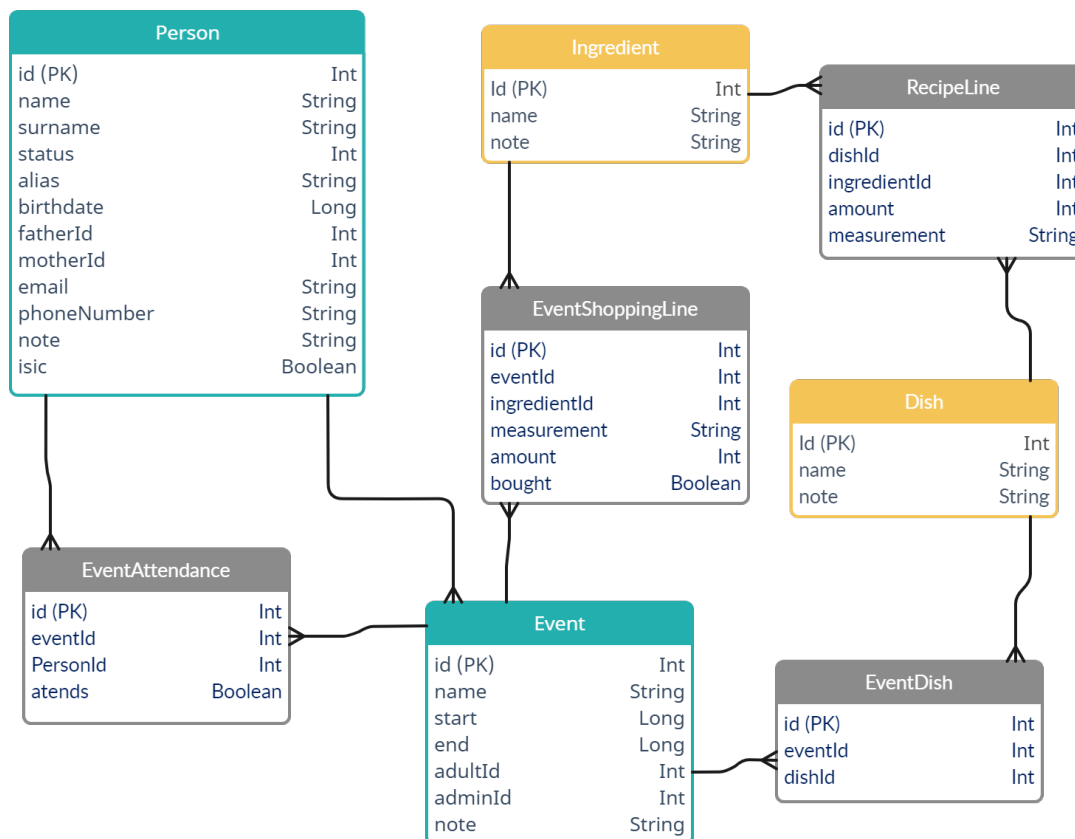 Person
id (PK) Int
name String
surname String
status Int
alias String
birthdate Long
fatherId Int
motherId Int
email String
phoneNumber String
note String
isic Boolean
Ingredient
Id (PK) Int
name String
note String
RecipeLine
id (PK) Int
dishId Int
ingredientId Int
amount Int
measurement String
EventShoppingLine
id (PK) Int
eventId Int
ingredientId Int
measurement String
amount Int
bought Boolean
Dish
Id (PK) Int
name String
note String
EventAttendance
id (PK) Int
eventId Int
PersonId Int
atends Boolean
Event
id (PK) Int
name String
start Long
end Long
adultId Int
adminId Int
note String
EventDish
id (PK) Int
eventId Int
dishId Int